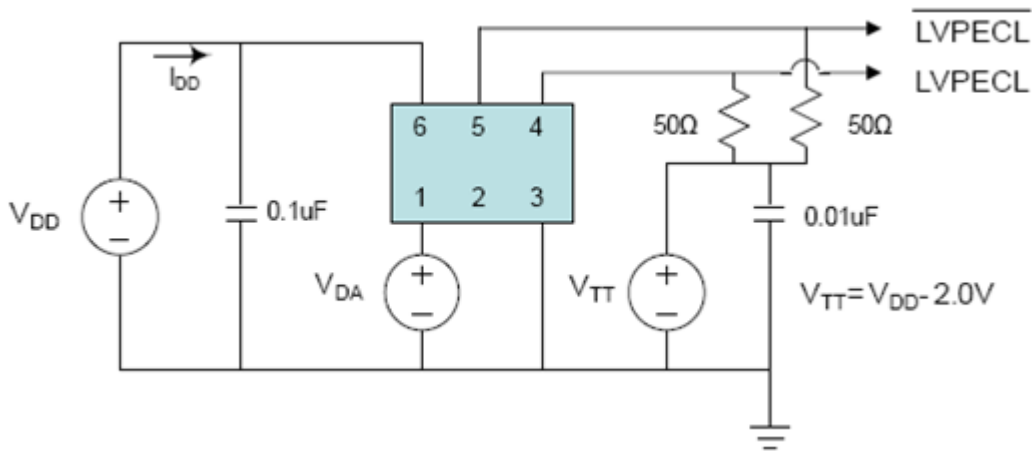 LVPECL
I_DD
LVPECL
6 5 4
50Ω 50Ω
1 2 3
V_DD
0.1uF
0.01uF
V_DA
V_TT
V_TT=V_DD-2.0V